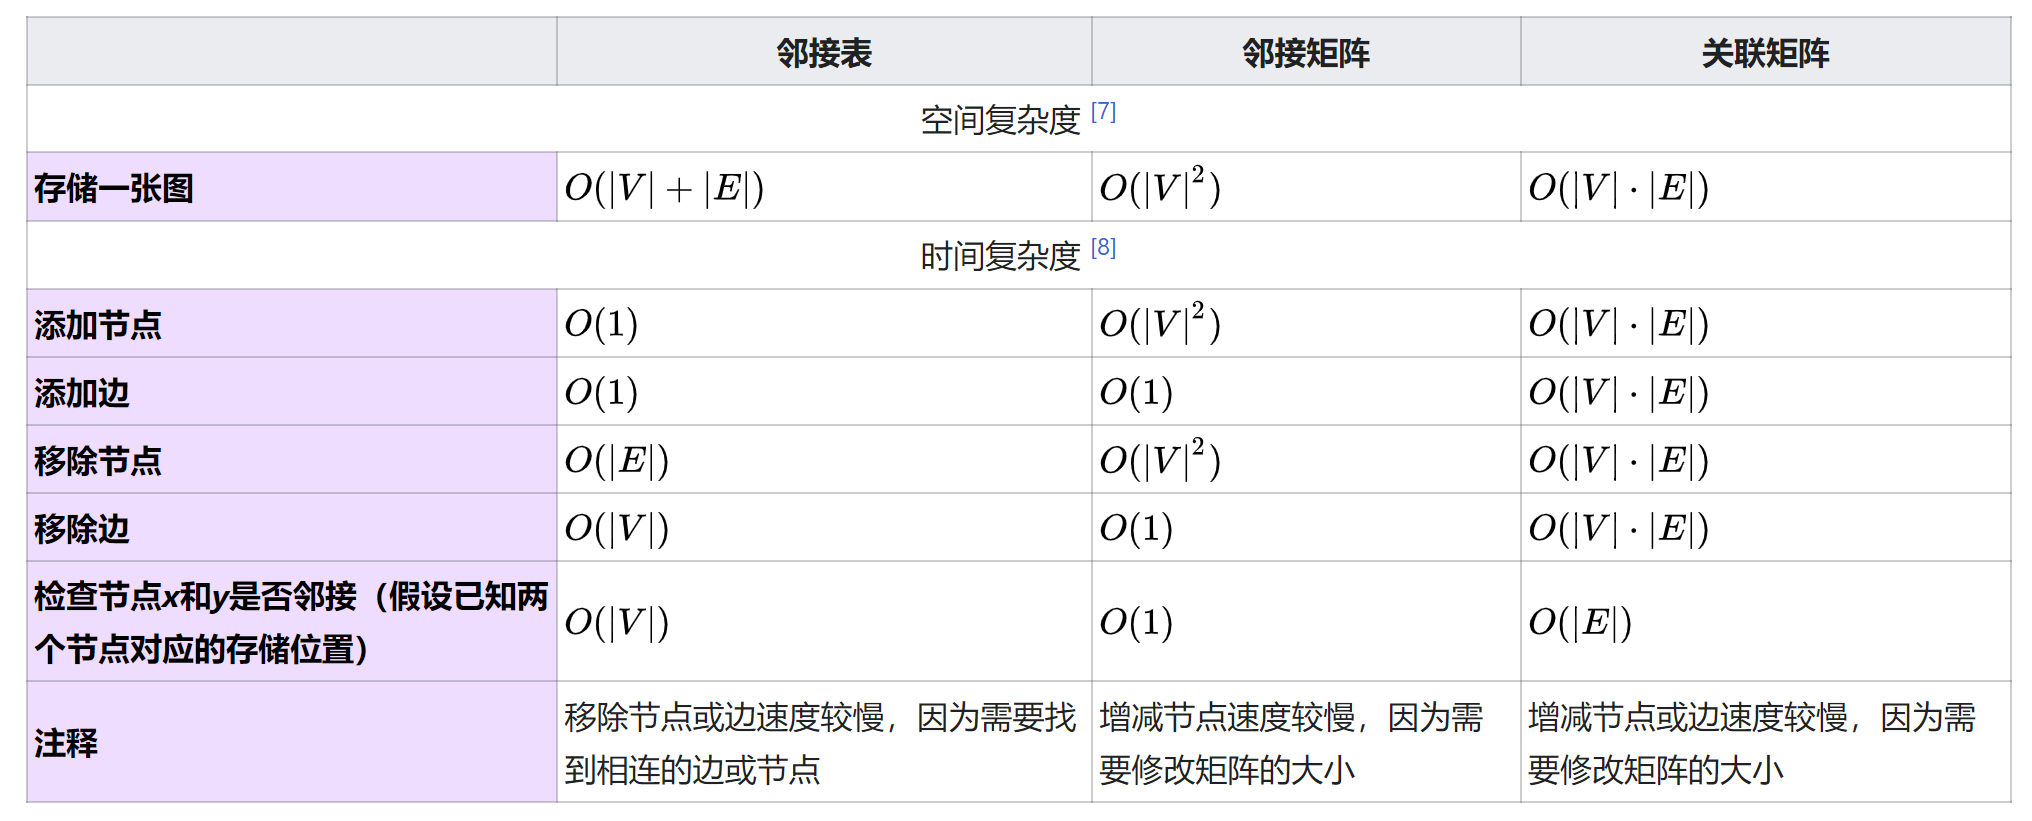 邻接表 邻接矩阵 关联矩阵
空间复杂度 [7]
存储一张图 O(|V| + |E|) O(|V|²) O(|V| · |E|)
时间复杂度 [8]
添加节点 O(1) O(|V|²) O(|V| · |E|)
添加边 O(1) O(1) O(|V| · |E|)
移除节点 O(|E|) O(|V|²) O(|V| · |E|)
移除边 O(|V|) O(1) O(|V| · |E|)
检查节点x和y是否邻接（假设已知两
个节点对应的存储位置）
O(|V|) O(1) O(|E|)
注释
移除节点或边速度较慢，因为需要找
到相连的边或节点
增减节点速度较慢，因为需
要修改矩阵的大小
增减节点或边速度较慢，因为需
要修改矩阵的大小